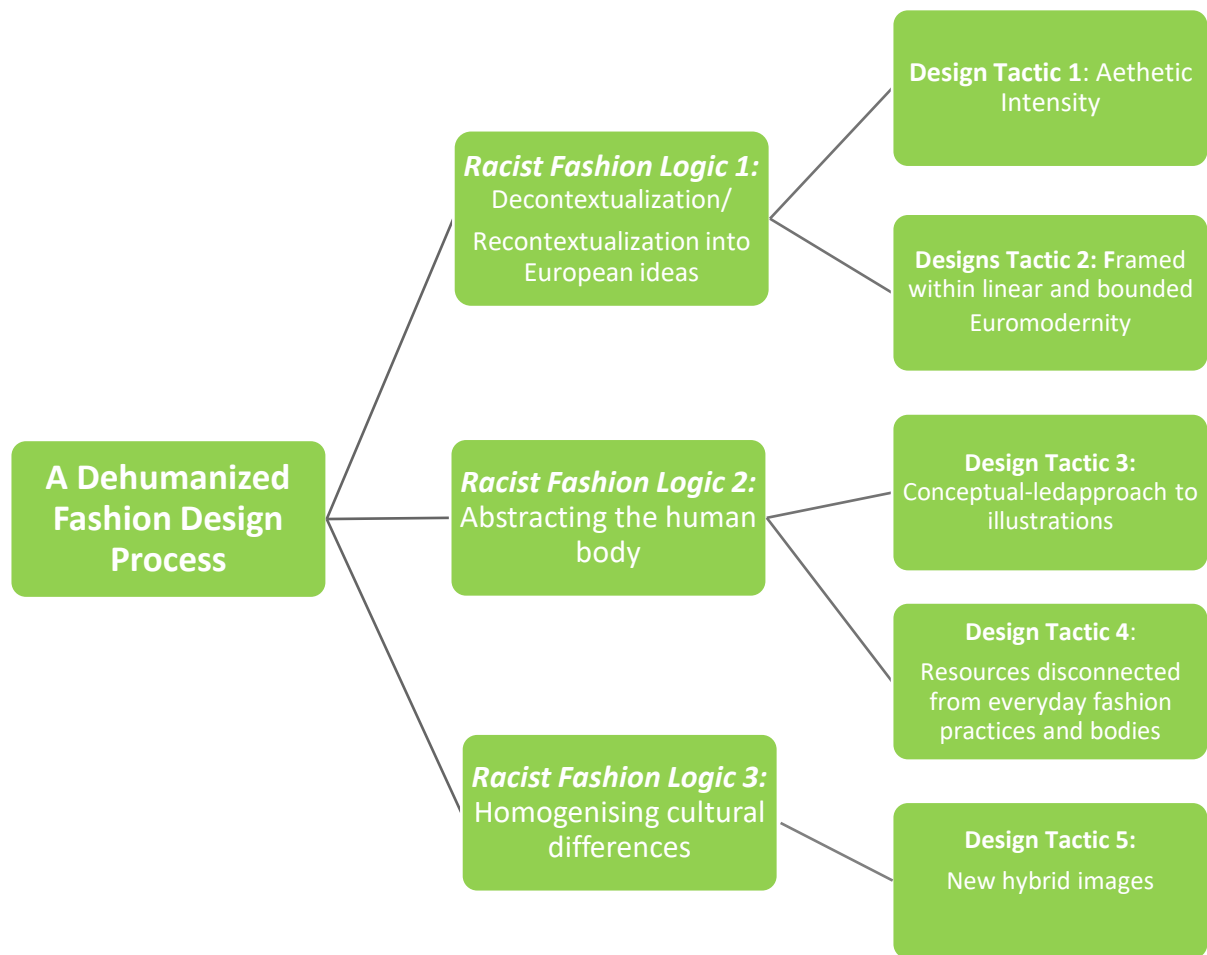 A Dehumanized
Fashion Design
Process
Racist Fashion Logic 1:
Decontextualization/
Recontextualization into
European ideas
Design Tactic 1: Aethetic
Intensity
Designs Tactic 2: Framed
within linear and bounded
Euromodernity
Racist Fashion Logic 2:
Abstracting the human
body
Design Tactic 3:
Conceptual-ledapproach to
illustrations
Design Tactic 4:
Resources disconnected
from everyday fashion
practices and bodies
Racist Fashion Logic 3:
Homogenising cultural
differences
Design Tactic 5:
New hybrid images